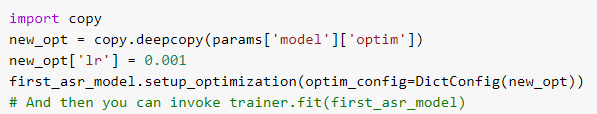 import copy
new_opt = copy.deepcopy(params['model']['optim'])
new_opt['lr'] = 0.001
first_asr_model.setup_optimization(optim_config=DictConfig(new_opt))
# And then you can invoke trainer.fit(first_asr_model)